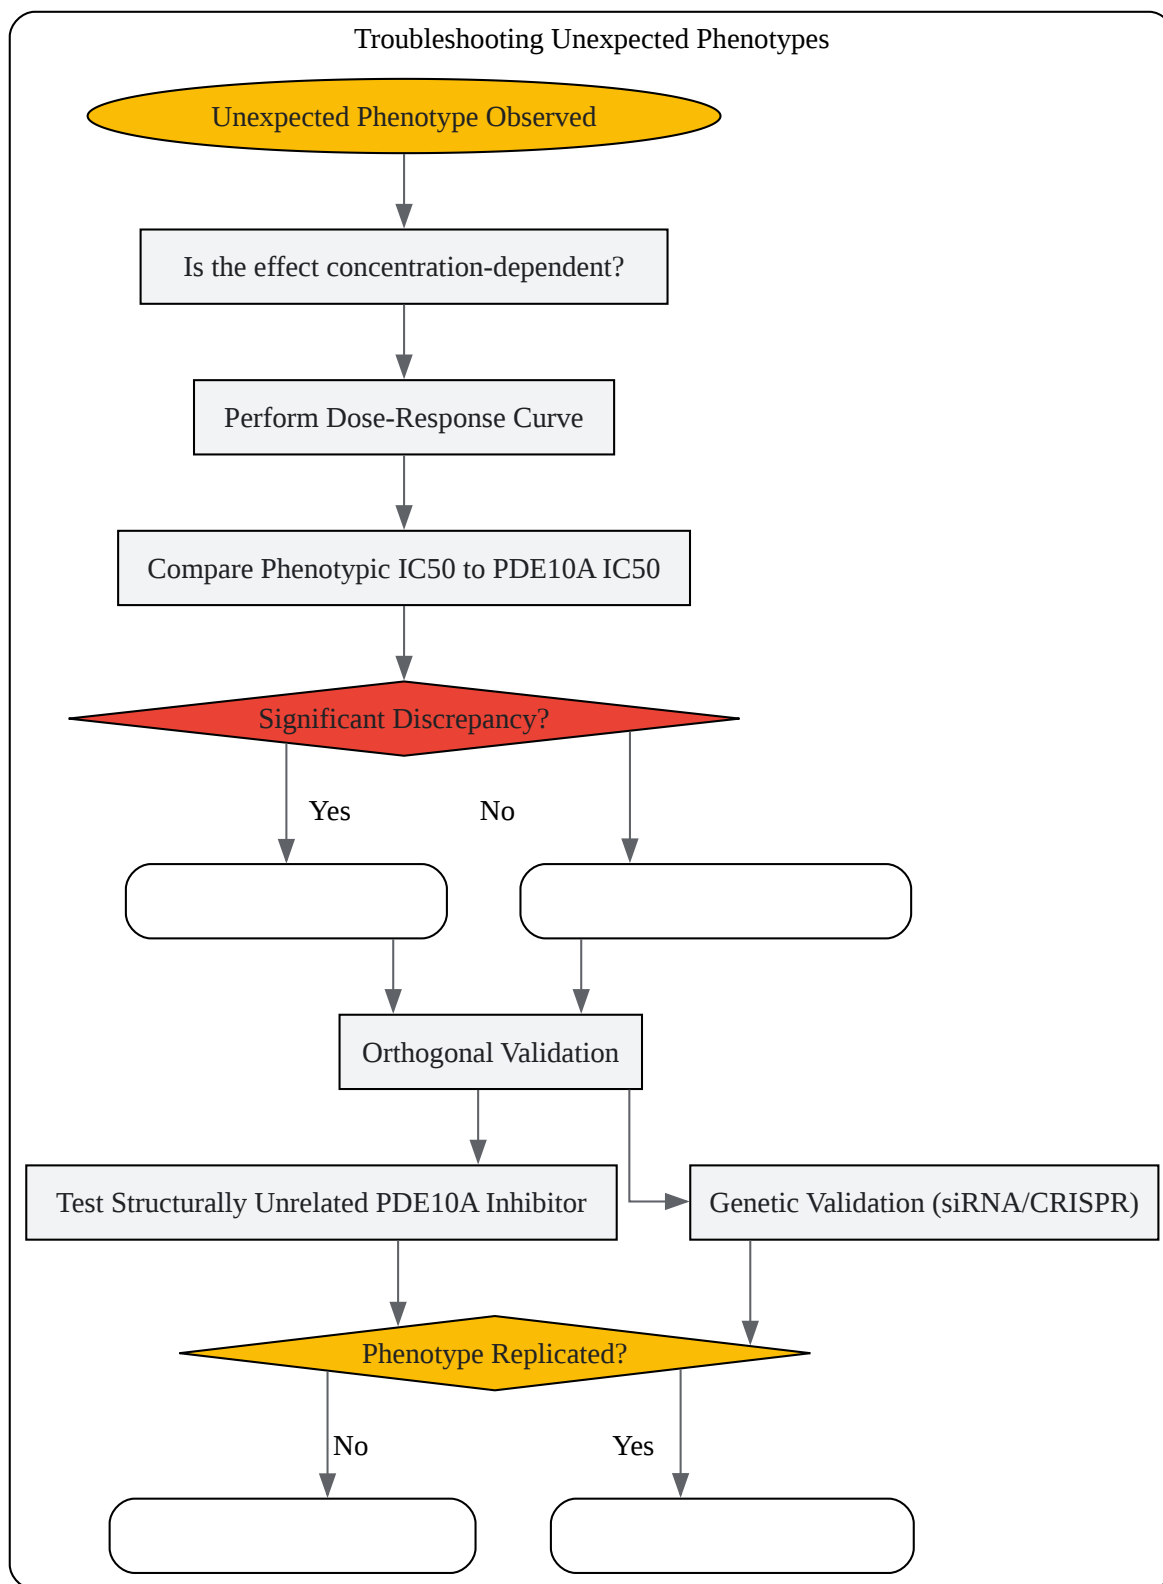 Troubleshooting Unexpected Phenotypes
Unexpected Phenotype Observed
Is the effect concentration-dependent?
Perform Dose-Response Curve
Compare Phenotypic IC50 to PDE10A IC50
Significant Discrepancy?
Yes
No
Orthogonal Validation
Test Structurally Unrelated PDE10A Inhibitor
Genetic Validation (siRNA/CRISPR)
Phenotype Replicated?
No
Yes